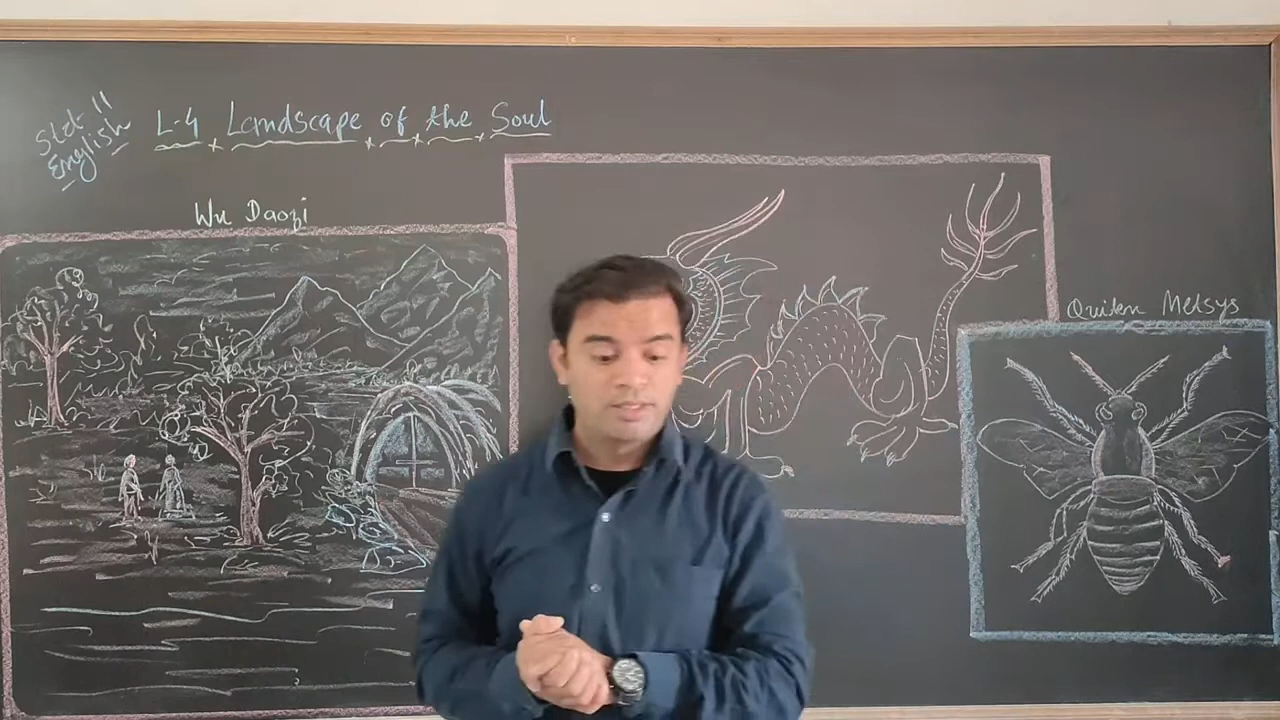 Std-11
English
L-4 Landscape of the Soul
Wu Daozi
Quiten Metsys